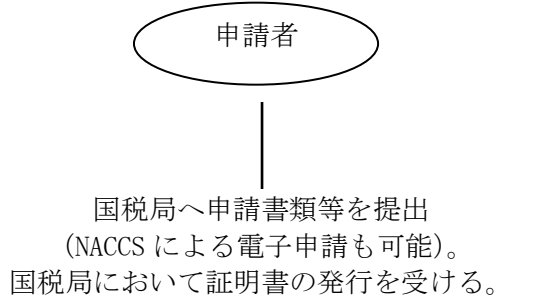 申請者
国税局へ申請書類等を提出
(NACCS による電子申請も可能)。
国税局において証明書の発行を受ける。